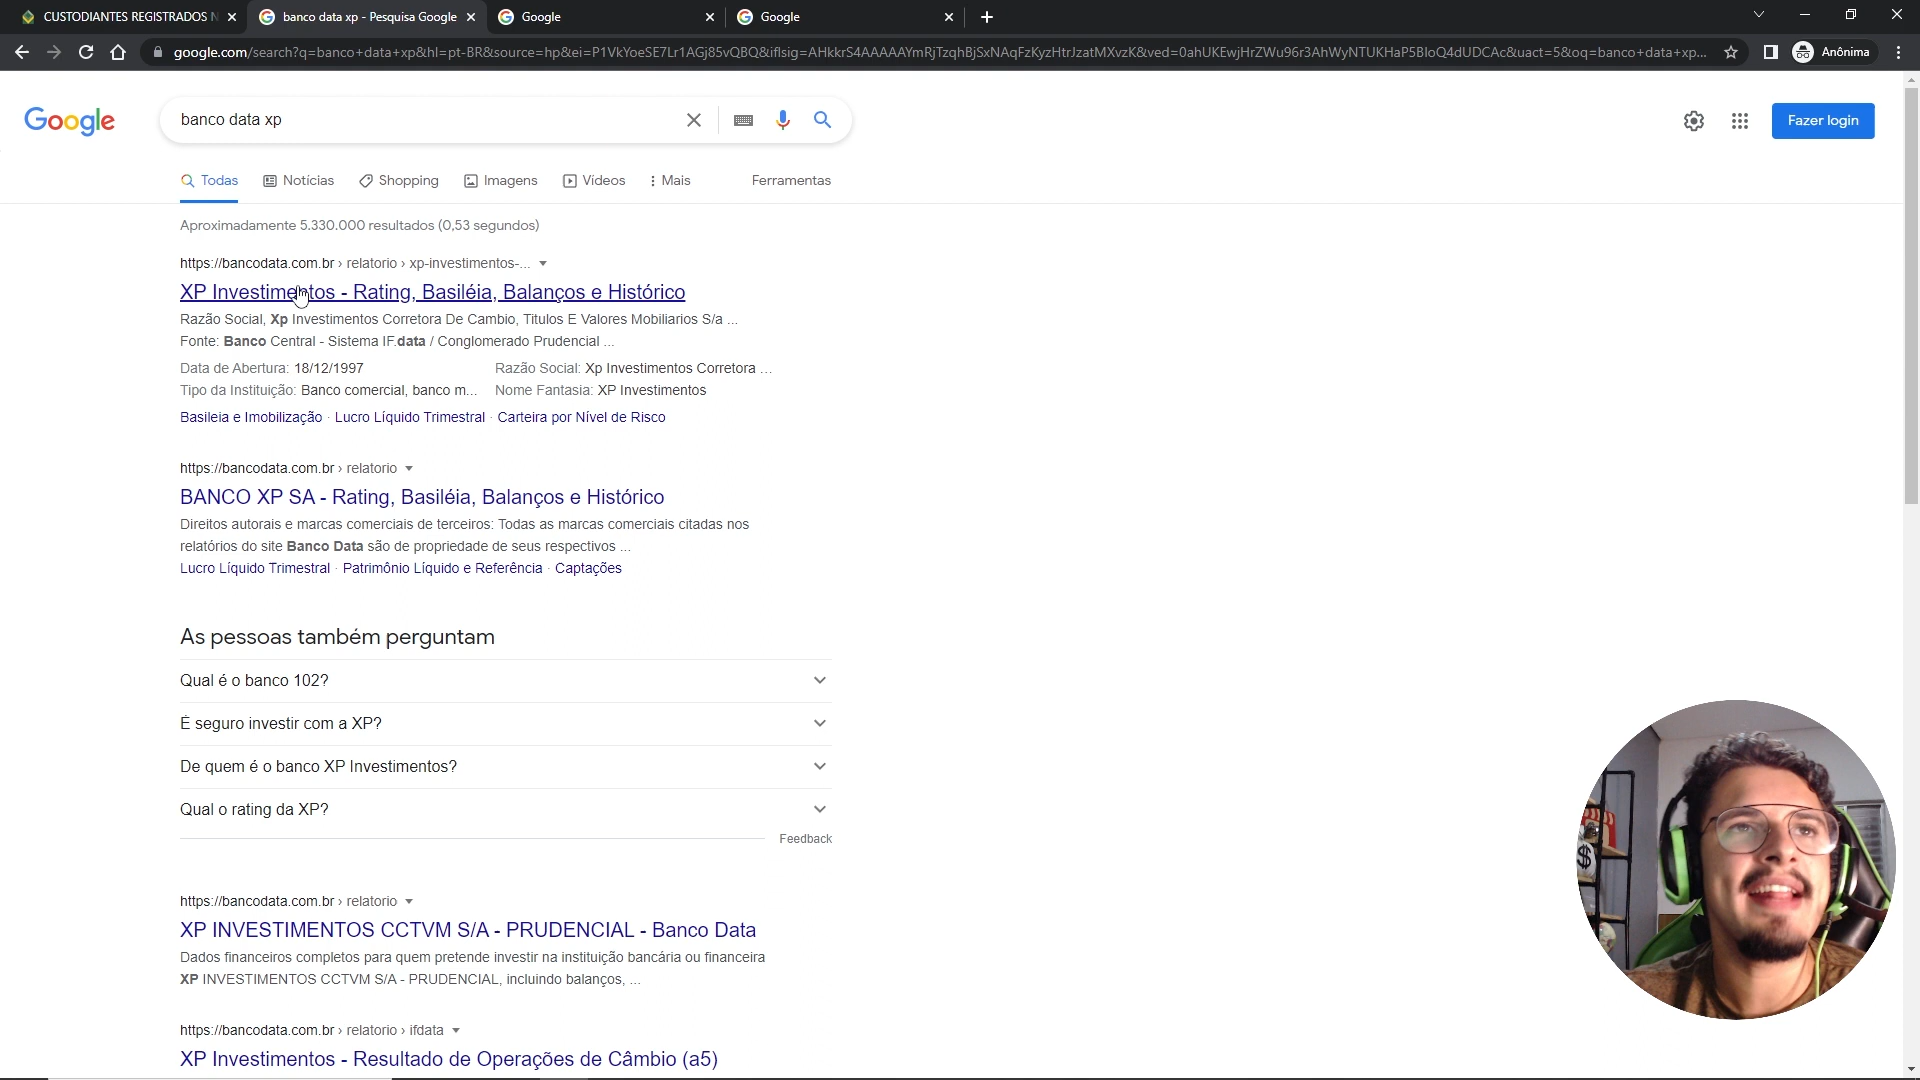 CUSTODIANTES REGISTRADOS N
banco data xp - Pesquisa Google
Google
Google
google.com/search?q=banco+data+xp&hl=pt-BR&source=hp&ei=P1VkYoeSE7Lr1AGj85vQBQ&iflsig=AHkkrS4AAAAAYmRjTzqhBjSxNAqFzKyzHtrJzatMXvzK&ved=0ahUKEwjHrZWu96r3AhWyNTUKHaP5BloQ4dUDCAc&uact=5&oq=banco+data+xp...
Anônima
Google
banco data xp
Fazer login
Todas
Notícias
Shopping
Imagens
Vídeos
Mais
Ferramentas
Aproximadamente 5.330.000 resultados (0,53 segundos)
https://bancodata.com.br › relatorio › xp-investimentos-...
XP Investimentos - Rating, Basiléia, Balanços e Histórico
Razão Social, Xp Investimentos Corretora De Cambio, Titulos E Valores Mobiliarios S/a ...
Fonte: Banco Central - Sistema IF.data / Conglomerado Prudencial ...
Data de Abertura: 18/12/1997 Razão Social: Xp Investimentos Corretora ...
Tipo da Instituição: Banco comercial, banco m... Nome Fantasia: XP Investimentos
Basileia e Imobilização · Lucro Líquido Trimestral · Carteira por Nível de Risco
https://bancodata.com.br › relatorio
BANCO XP SA - Rating, Basiléia, Balanços e Histórico
Direitos autorais e marcas comerciais de terceiros: Todas as marcas comerciais citadas nos
relatórios do site Banco Data são de propriedade de seus respectivos ...
Lucro Líquido Trimestral · Patrimônio Líquido e Referência · Captações
As pessoas também perguntam
Qual é o banco 102?
É seguro investir com a XP?
De quem é o banco XP Investimentos?
Qual o rating da XP?
Feedback
https://bancodata.com.br › relatorio
XP INVESTIMENTOS CCTVM S/A - PRUDENCIAL - Banco Data
Dados financeiros completos para quem pretende investir na instituição bancária ou financeira
XP INVESTIMENTOS CCTVM S/A - PRUDENCIAL, incluindo balanços, ...
https://bancodata.com.br › relatorio › ifdata
XP Investimentos - Resultado de Operações de Câmbio (a5)
$